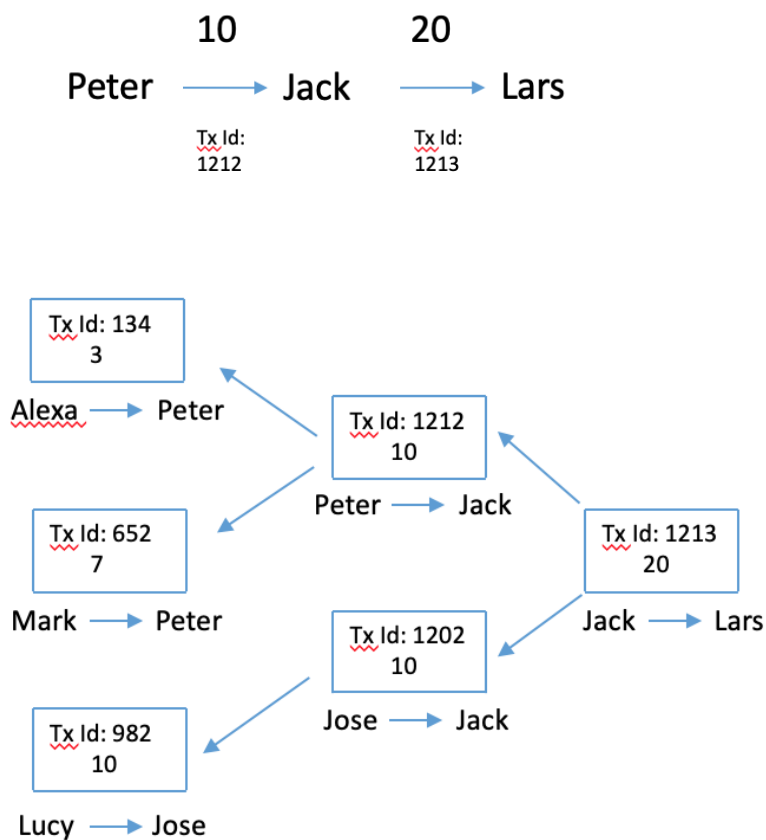 10 20
Peter Jack Lars
Tx Id: Tx Id:
1212 1213
Tx Id: 134
3
Alexa Peter
Tx Id: 1212
10
Peter Jack
Tx Id: 652
7
Mark Peter
Tx Id: 1213
20
Jack Lars
Tx Id: 1202
10
Jose Jack
Tx Id: 982
10
Lucy Jose